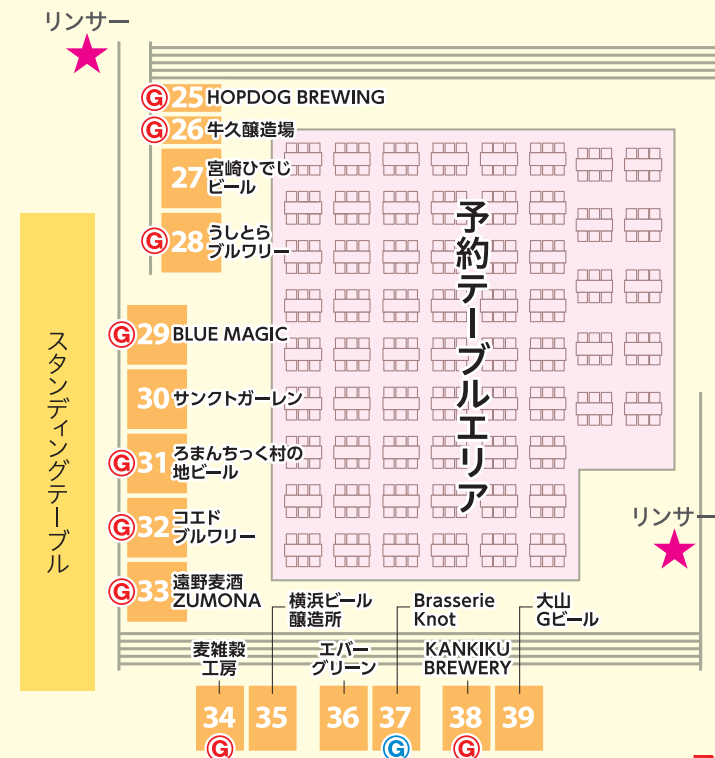 リンサー
G 25 HOPDOG BREWING
G 26 牛久醸造場
27 宮崎ひでじ
ビール
G 28 うしとら
ブルワリー
予約テーブルエリア
スタンディングテーブル
G 29 BLUE MAGIC
30 サンクトガーレン
G 31 ろまんちっく村の
地ビール
G 32 コエド
ブルワリー
G 33 遠野麦酒
ZUMONA
リンサー
横浜ビール
醸造所
Brasserie
Knot
大山
Gビール
麦雑穀
工房
エバー
グリーン
KANKIKU
BREWERY
34 35 36 37 38 39
G G G